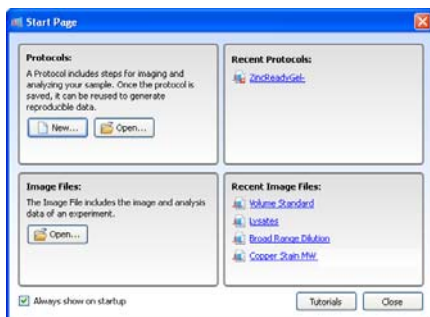 Start Page
Protocols:
A Protocol includes steps for imaging and
analyzing your sample. Once the protocol is
saved, it can be reused to generate
reproducible data.
New...
Open...
Recent Protocols:
ZincReadyGel-
Image Files:
The Image File includes the image and analysis
data of an experiment.
Open...
Recent Image Files:
Volume Standard
Lysates
Broad Range Dilution
Copper Stain MW
Always show on startup
Tutorials
Close